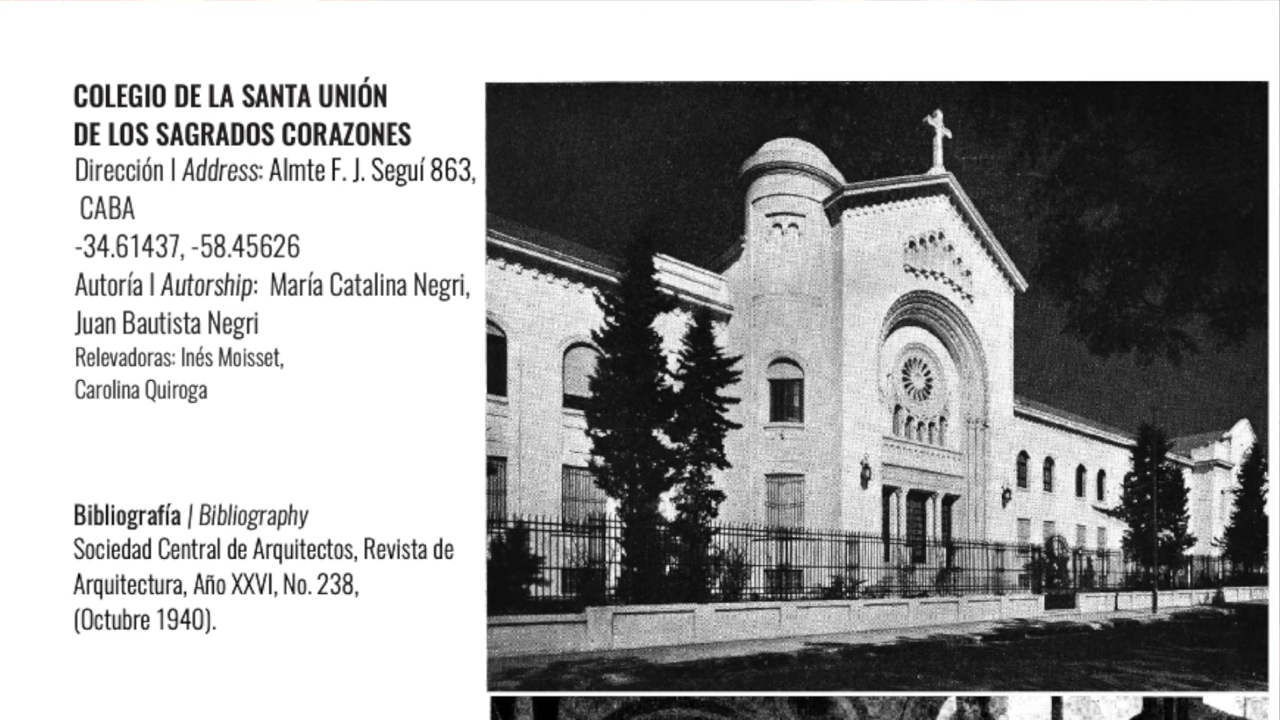 COLEGIO DE LA SANTA UNIÓN
DE LOS SAGRADOS CORAZONES
Dirección | Address: Almte F. J. Seguí 863,
CABA
-34.61437, -58.45626
Autoría | Autorship: María Catalina Negri,
Juan Bautista Negri
Relevadoras: Inés Moisset,
Carolina Quiroga
Bibliografía | Bibliography
Sociedad Central de Arquitectos, Revista de
Arquitectura, Año XXVI, No. 238,
(Octubre 1940).